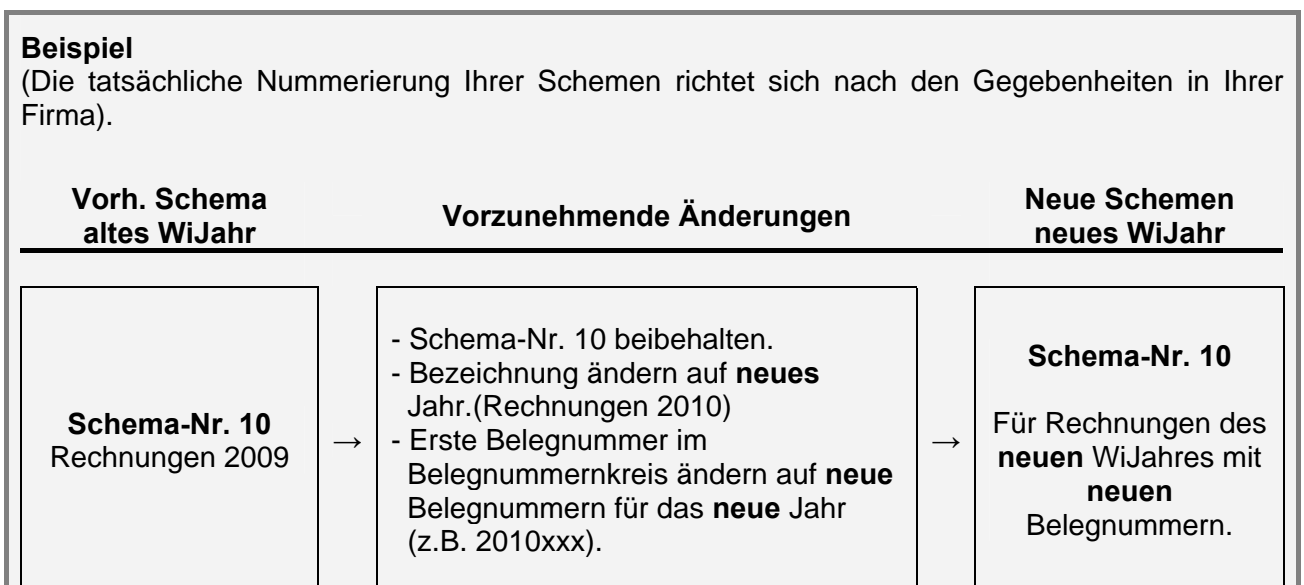 Beispiel
(Die tatsächliche Nummerierung Ihrer Schemen richtet sich nach den Gegebenheiten in Ihrer
Firma).
Vorh. Schema
altes WiJahr
Vorzunehmende Änderungen
Neue Schemen
neues WiJahr
Schema-Nr. 10
Rechnungen 2009
→
- Schema-Nr. 10 beibehalten.
- Bezeichnung ändern auf neues
Jahr.(Rechnungen 2010)
- Erste Belegnummer im
Belegnummernkreis ändern auf neue
Belegnummern für das neue Jahr
(z.B. 2010xxx).
→
Schema-Nr. 10
Für Rechnungen des
neuen WiJahres mit
neuen
Belegnummern.